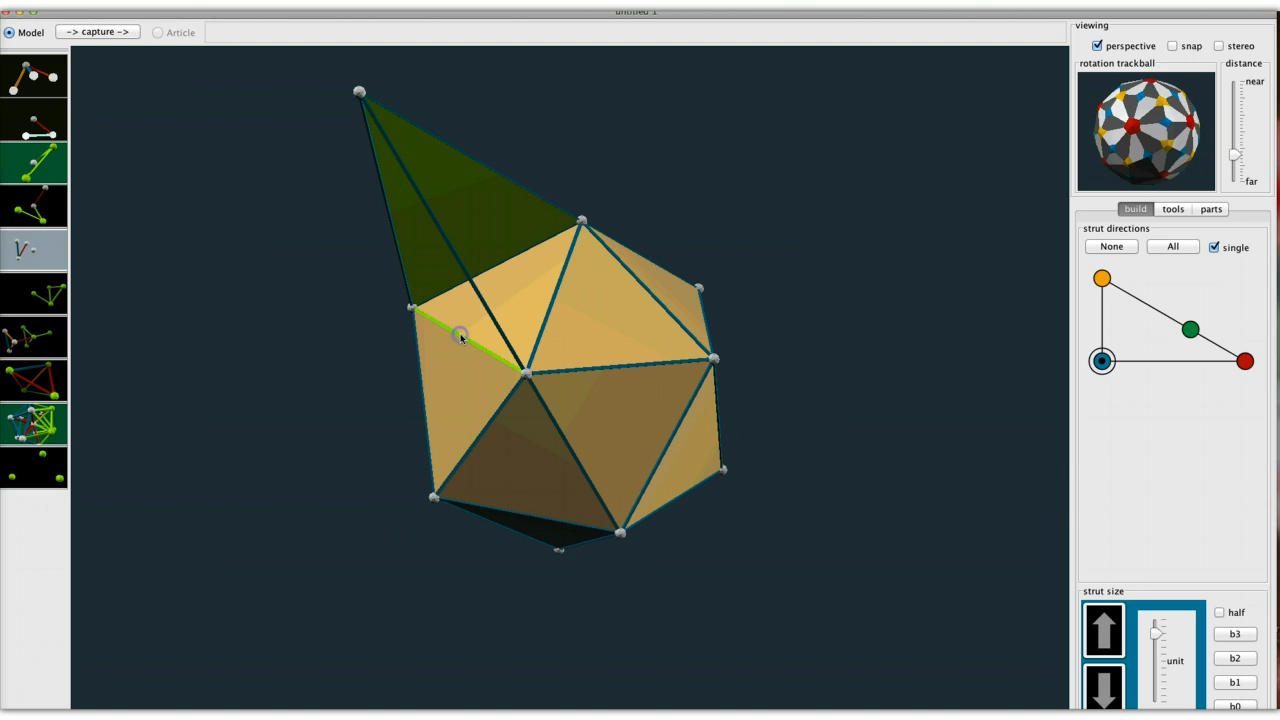 untitled 1
Model
-> capture ->
Article
viewing
perspective
snap
stereo
rotation trackball
distance
near
far
build
tools
parts
strut directions
None
All
single
strut size
half
b3
unit
b2
b1
b0